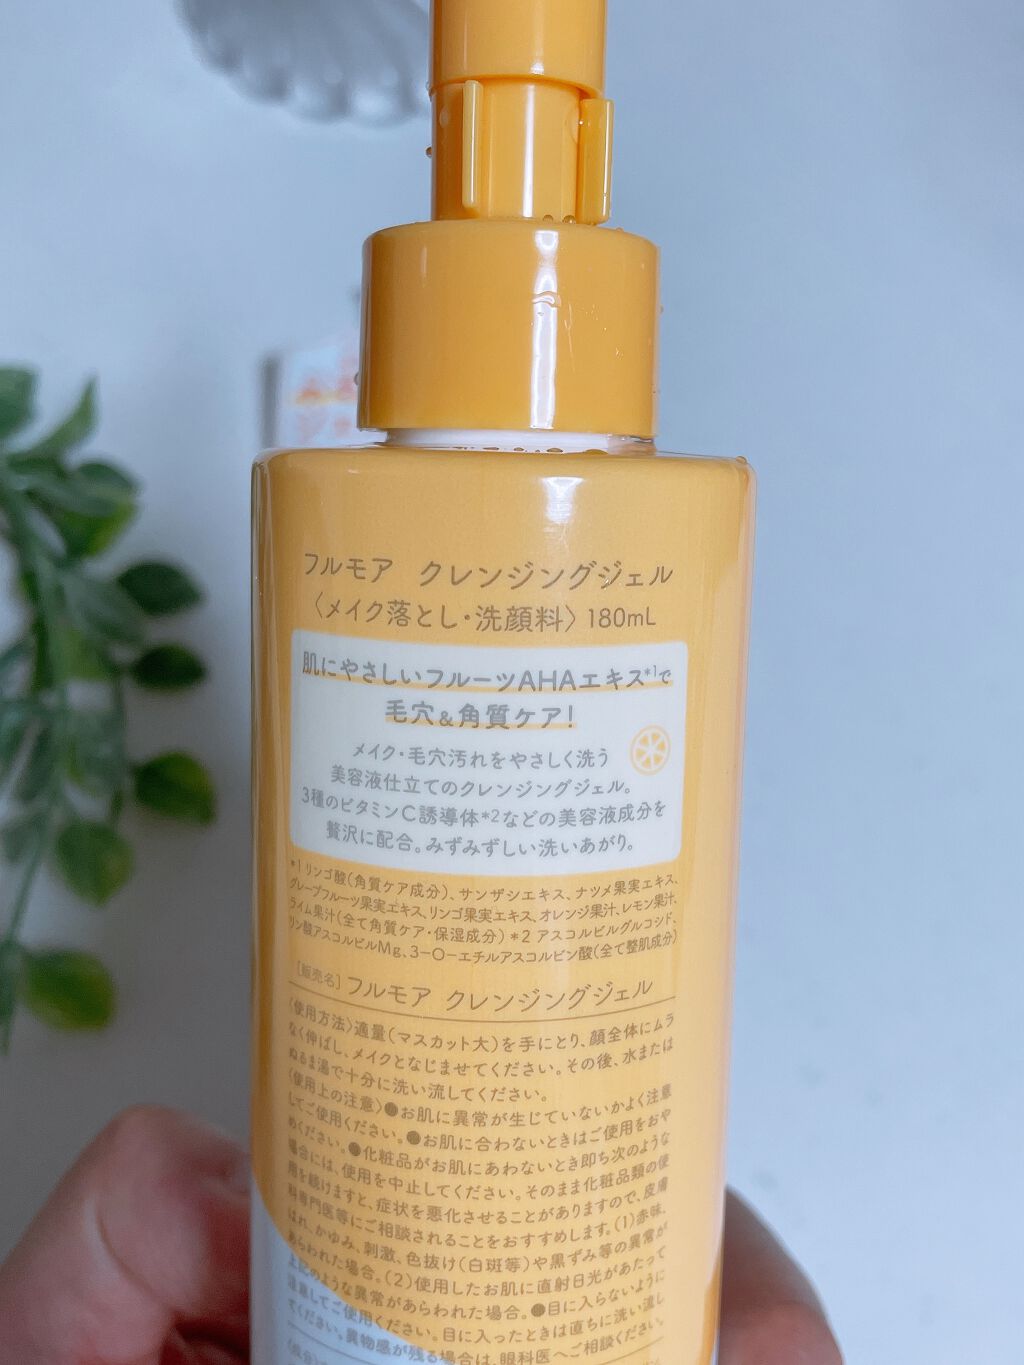 フルモア クレンジングジェル
〈メイク落とし・洗顔料〉180mL
肌にやさしいフルーツAHAエキス*1で
毛穴&角質ケア!
メイク・毛穴汚れをやさしく洗う
美容液仕立てのクレンジングジェル。
3種のビタミンC誘導体*2などの美容液成分を
贅沢に配合。みずみずしい洗いあがり。
*1 リンゴ酸(角質ケア成分)、サンザシエキス、ナツメ果実エキス、
グレープフルーツ果実エキス、リンゴ果実エキス、オレンジ果汁、レモン果汁、
ライム果汁(全て角質ケア・保湿成分) *2 アスコルビルグルコシド、
リン酸アスコルビルMg、3-O-エチルアスコルビン酸(全て整肌成分)
[販売名] フルモア クレンジングジェル
〈使用方法〉適量(マスカット大)を手にとり、顔全体にムラ
なく伸ばし、メイクとなじませてください。その後、水または
ぬるま湯で十分に洗い流してください。
〈使用上の注意〉●お肌に異常が生じていないかよく注意
してご使用ください。●お肌に合わないときはご使用をおや
めください。●化粧品がお肌にあわないとき即ち次のような
場合には、使用を中止してください。そのまま化粧品類の使
用を続けますと、症状を悪化させることがありますので、皮膚
科専門医等にご相談されることをおすすめします。(1)赤味、
はれ、かゆみ、刺激、色抜け(白斑等)や黒ずみ等の異常が
あらわれた場合。(2)使用したお肌に直射日光があたって
上記のような異常があらわれた場合。●目に入らないように
注意してご使用ください。目に入ったときは直ちに洗い流し
てください。異物感が残る場合は、眼科医へご相談ください。